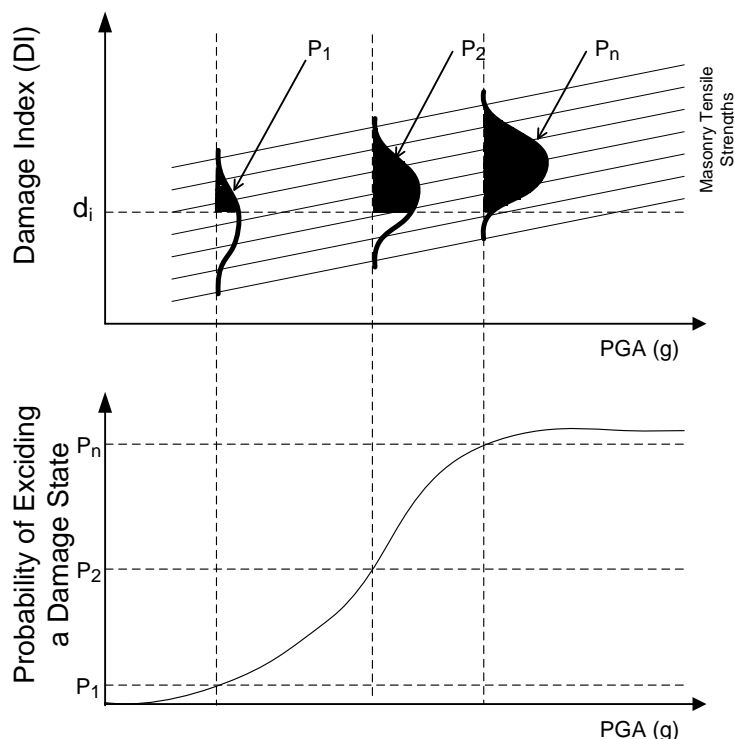 Damage Index (DI)
P1
P2
Pn
Masonry Tensile
Strengths
di
PGA (g)
Probability of Exciding
a Damage State
Pn
P2
P1
PGA (g)